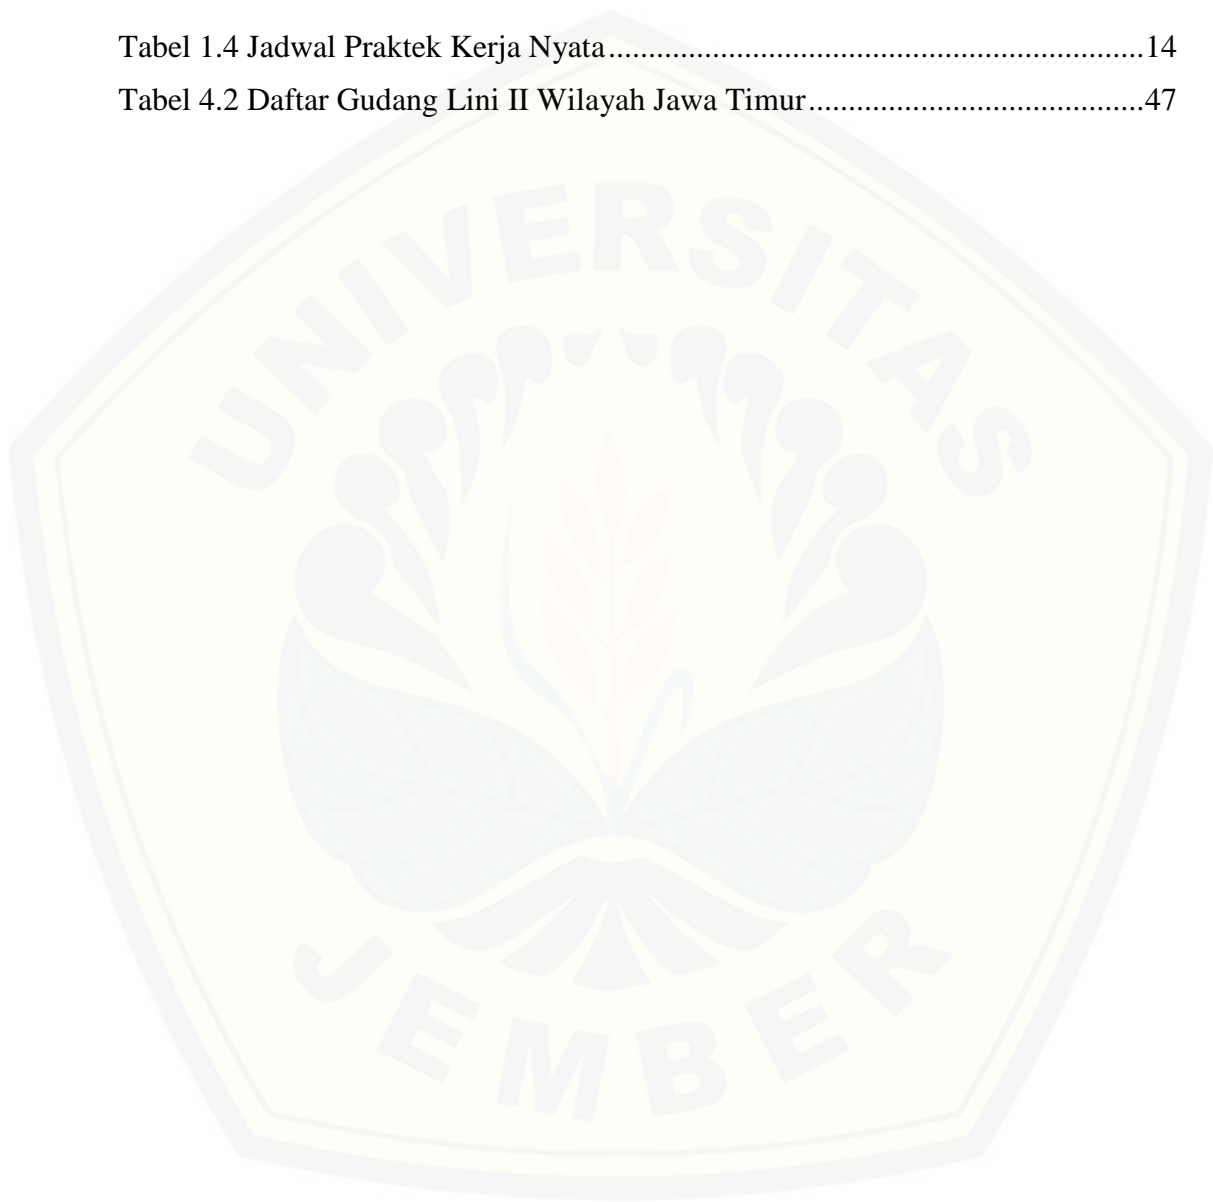 Tabel 1.4 Jadwal Praktek Kerja Nyata....................................................................14
Tabel 4.2 Daftar Gudang Lini II Wilayah Jawa Timur..........................................47
UNIVERSITAS
JEMBER